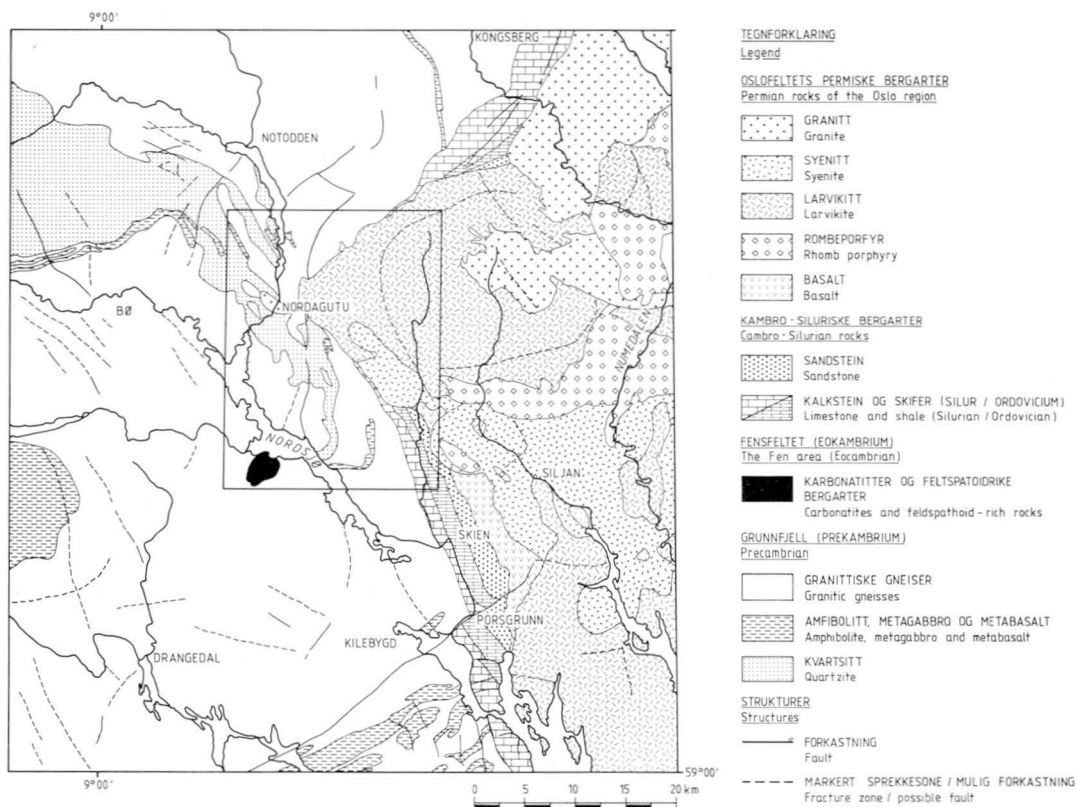 9°00'
KONGSBERG
NOTODDEN
NORDAGUTU
BØ
NUMEDALEN
NORDSJØ
SILJAN
SKIEN
PORSGRUNN
KILEBYGD
DRANGEDAL
9°00'
59°00'
0 5 10 15 20 km
TEGNFORKLARING
Legend
OSLOFELTETS PERMISKE BERGARTER
Permian rocks of the Oslo region
GRANITT
Granite
SYENITT
Syenite
LARVIKITT
Larvikite
ROMBEPORFYR
Rhomb porphyry
BASALT
Basalt
KAMBRO-SILURISKE BERGARTER
Cambro-Silurian rocks
SANDSTEIN
Sandstone
KALKSTEIN OG SKIFER (SILUR / ORDOVICIUM)
Limestone and shale (Silurian / Ordovician)
FENSFELTET (EOKAMBRIUM)
The Fen area (Eocambrian)
KARBONATITTER OG FELTSPATOIDRIKE
BERGARTER
Carbonatites and feldspathoid-rich rocks
GRUNNFJELL (PREKAMBRIUM)
Precambrian
GRANITTISKE GNEISER
Granitic gneisses
AMFIBOLITT, METAGABBRO OG METABASALT
Amphibolite, metagabbro and metabasalt
KVARTSITT
Quartzite
STRUKTURER
Structures
FORKASTNING
Fault
MARKERT SPREKKESONE / MULIG FORKASTNING
Fracture zone / possible fault